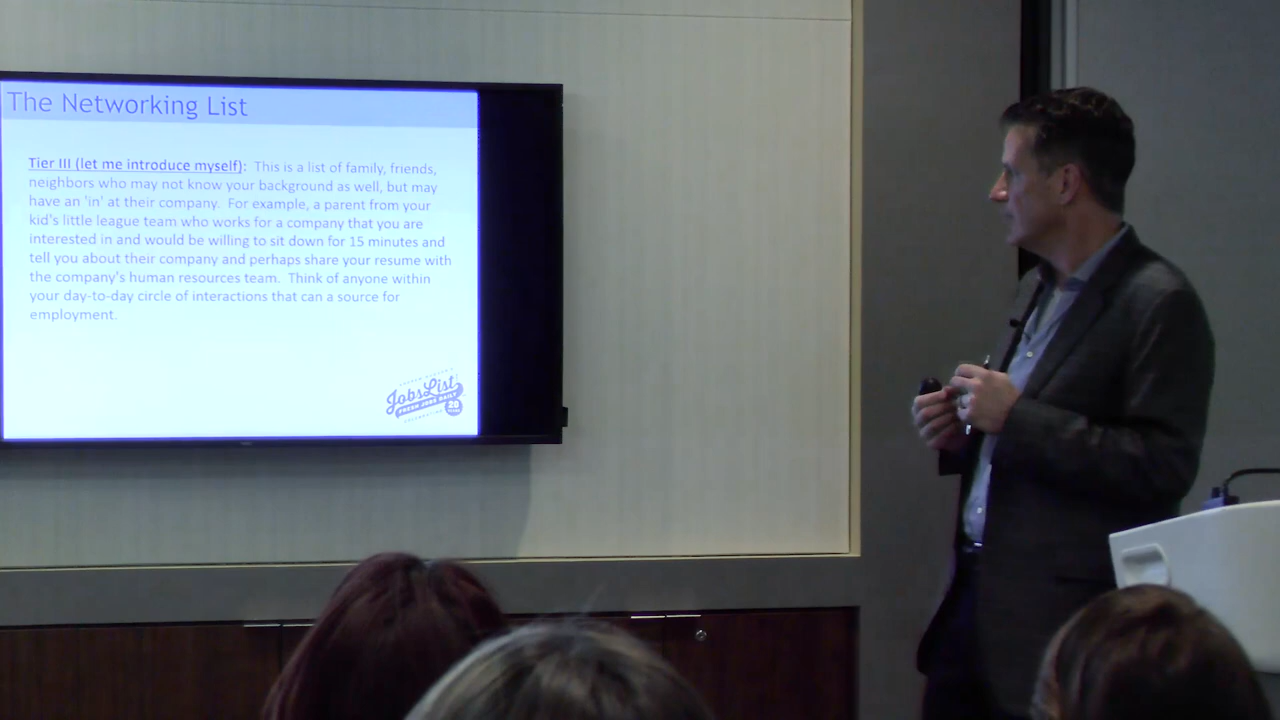 The Networking List
Tier III (let me introduce myself): This is a list of family, friends,
neighbors who may not know your background as well, but may
have an 'in' at their company. For example, a parent from your
kid's little league team who works for a company that you are
interested in and would be willing to sit down for 15 minutes and
tell you about their company and perhaps share your resume with
the company's human resources team. Think of anyone within
your day-to-day circle of interactions that can a source for
employment.
JobsList
FRESH JOBS DAILY
20